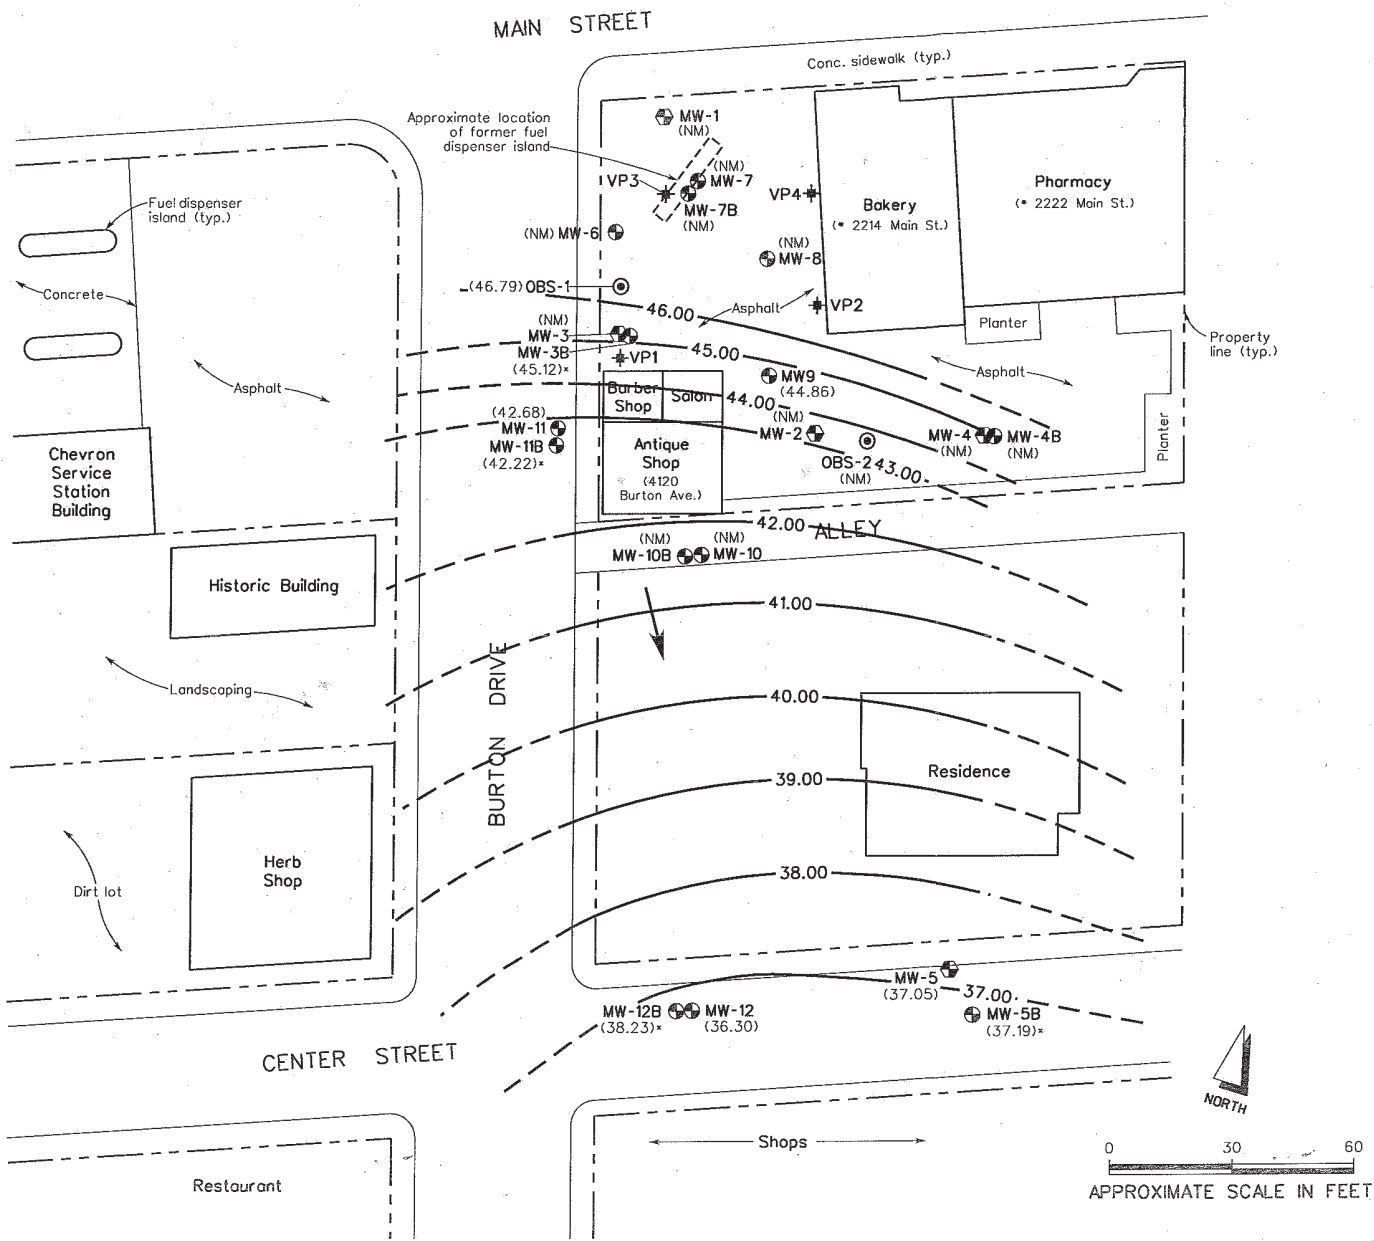 MAIN STREET
Conc. sidewalk (typ.)
Approximate location
of former fuel
dispenser island
MW-1
(NM)
(NM)
MW-7
VP3
MW-7B
(NM)
VP4
Bakery
(* 2214 Main St.)
Pharmacy
(* 2222 Main St.)
Fuel dispenser
island (typ.)
(NM) MW-6
(NM)
MW-8
Concrete
(46.79) OBS-1
46.00
Asphalt
VP2
Planter
Property
line (typ.)
(NM)
MW-3
MW-3B
(45.12)*
VP1
45.00
MW9
(44.86)
Asphalt
Asphalt
Barber
Shop
Salon
44.00
(NM)
MW-2
(42.68)
MW-11
MW-11B
(42.22)*
Antique
Shop
(4120
Burton Ave.)
OBS-2
(NM)
43.00
MW-4
(NM)
MW-4B
(NM)
Planter
Chevron
Service
Station
Building
42.00
ALLEY
(NM)
MW-10B
(NM)
MW-10
Historic Building
41.00
Landscaping
BURTON DRIVE
40.00
39.00
Residence
Herb
Shop
38.00
Dirt lot
MW-5
(37.05)
37.00
MW-12B
(38.23)*
MW-12
(36.30)
MW-5B
(37.19)*
CENTER STREET
NORTH
Shops
0 30 60
APPROXIMATE SCALE IN FEET
Restaurant